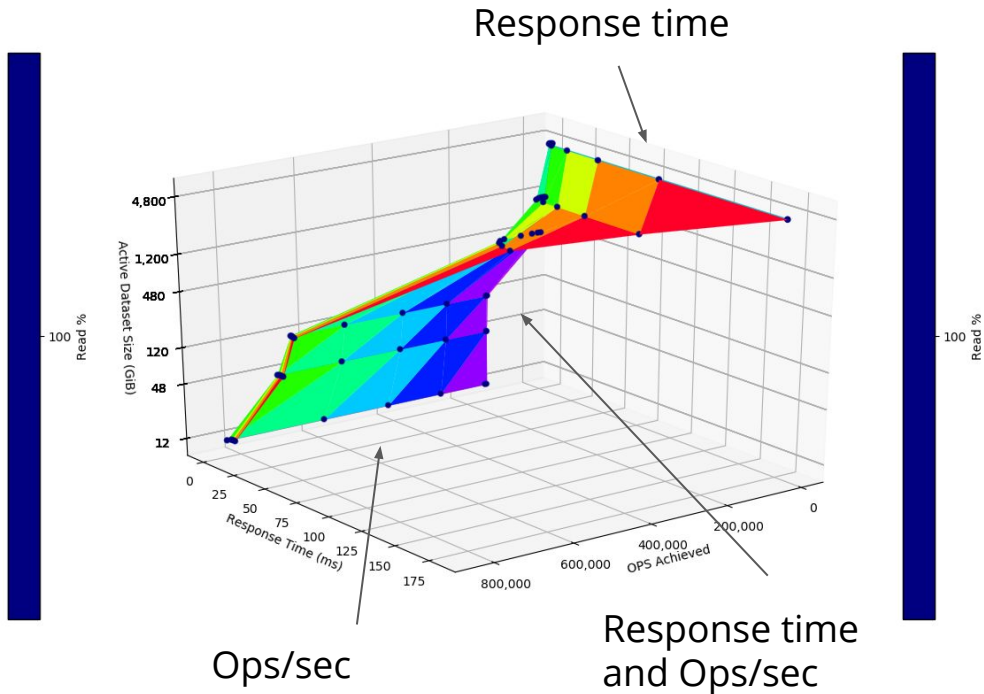 Response time
4,800
1,200
480
120
48
12
Active Dataset Size (GiB)
100
Read %
100
Read %
0
25
50
75
100
125
150
175
Response Time (ms)
0
200,000
400,000
600,000
800,000
OPS Achieved
Ops/sec
Response time
and Ops/sec